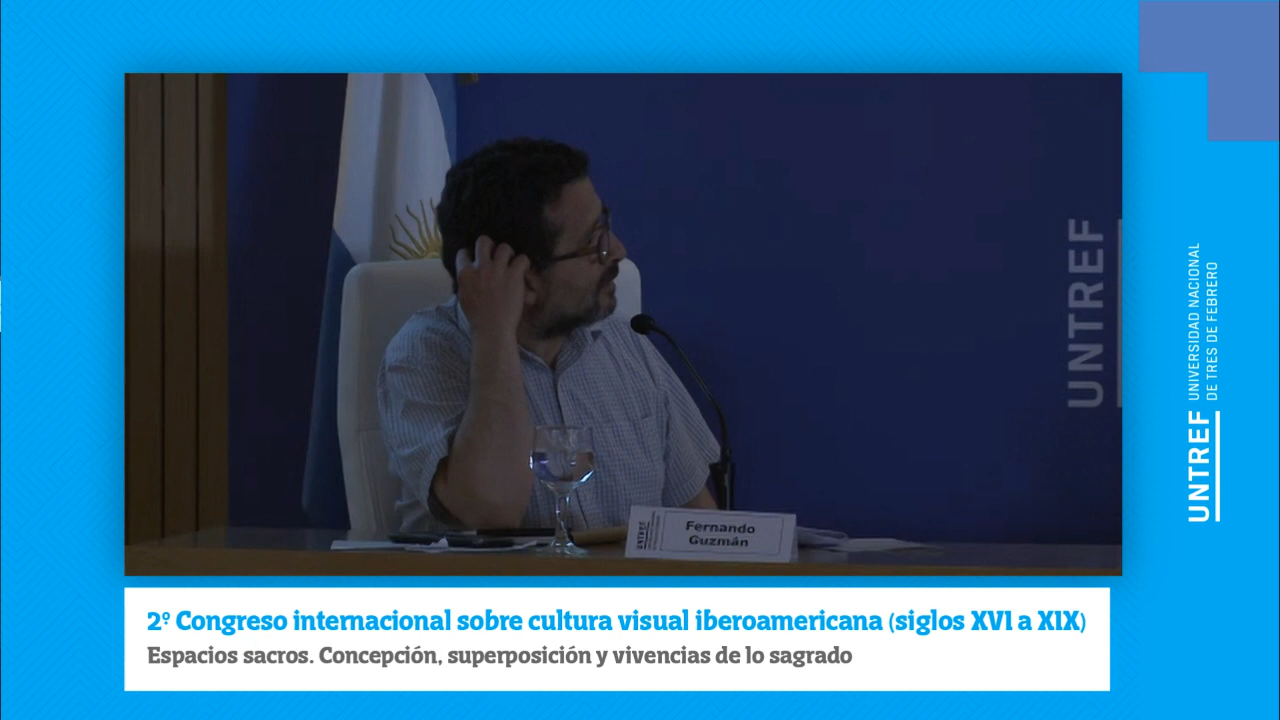 UNTREF
UNTREF
Fernando
Guzmán
UNTREF
UNIVERSIDAD NACIONAL
DE TRES DE FEBRERO
2º Congreso internacional sobre cultura visual iberoamericana (siglos XVI a XIX)
Espacios sacros. Concepción, superposición y vivencias de lo sagrado